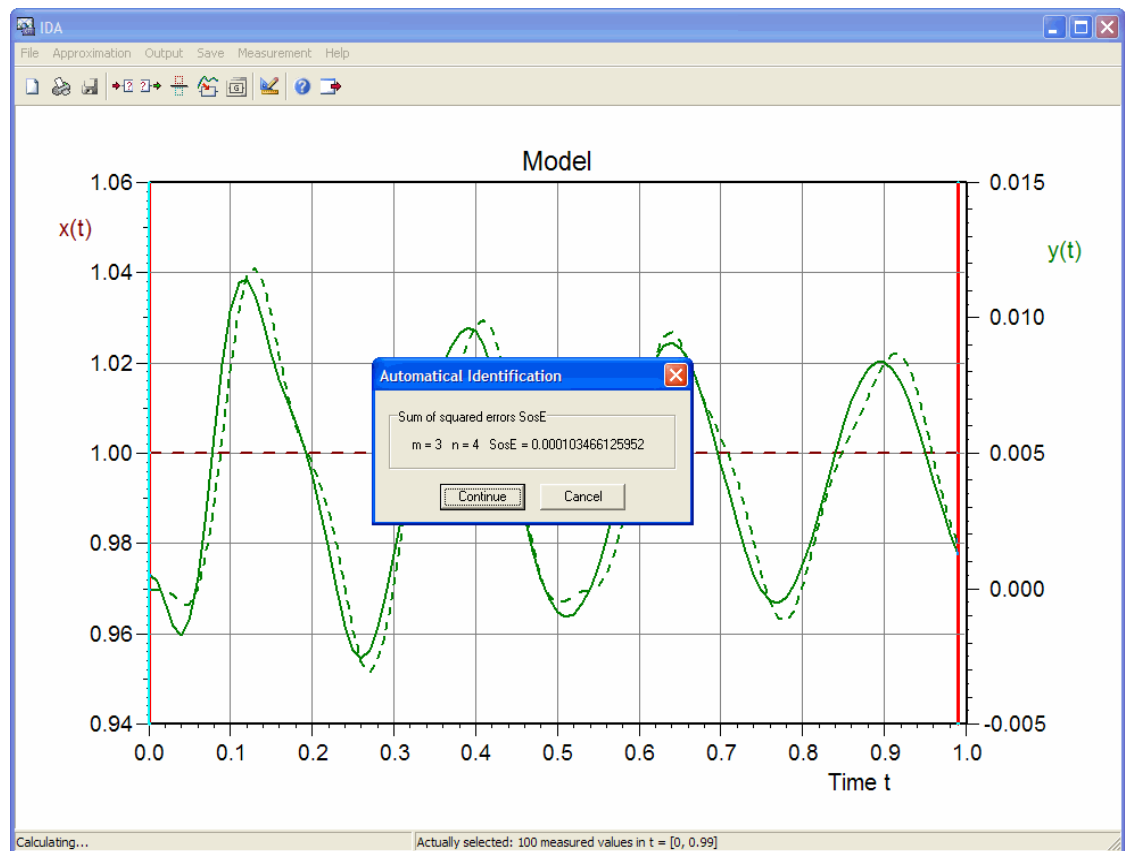 IDA
File Approximation Output Save Measurement Help
Model
x(t)
y(t)
1.06
1.04
1.02
1.00
0.98
0.96
0.94
0.015
0.010
0.005
0.000
-0.005
Automatical Identification
Sum of squared errors SosE
m = 3 n = 4 SosE = 0.000103466125952
Continue Cancel
0.0 0.1 0.2 0.3 0.4 0.5 0.6 0.7 0.8 0.9 1.0
Time t
Calculating... Actually selected: 100 measured values in t = [0, 0.99]